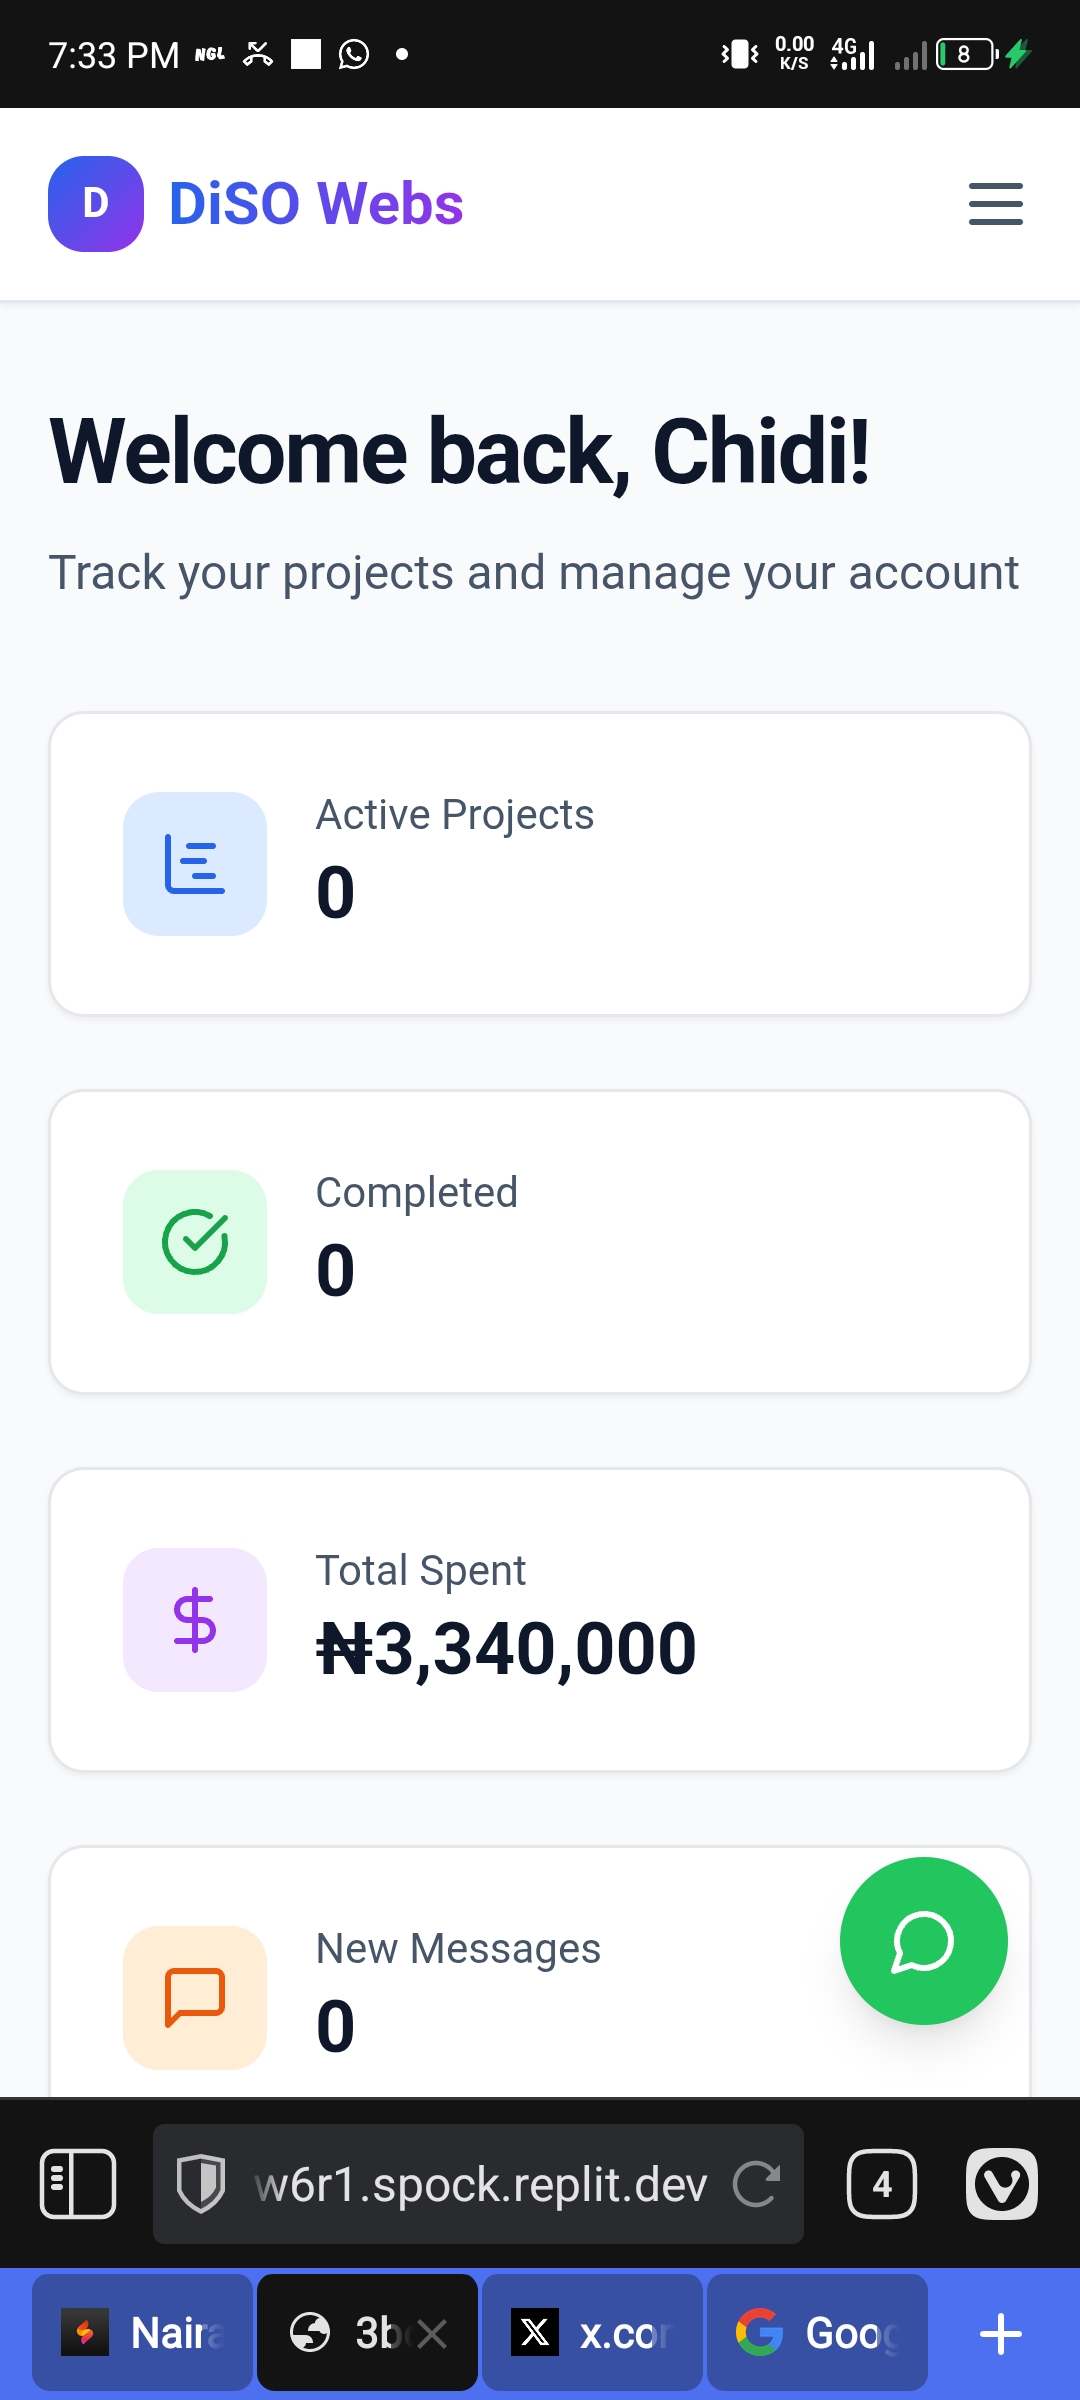 7:33 PM NGL
0.00
K/S
4G
8
D
DiSO Webs
Welcome back, Chidi!
Track your projects and manage your account
Active Projects
0
Completed
0
Total Spent
₦3,340,000
New Messages
0
w6r1.spock.replit.dev
4
Naira
3b
x.cor
Goog